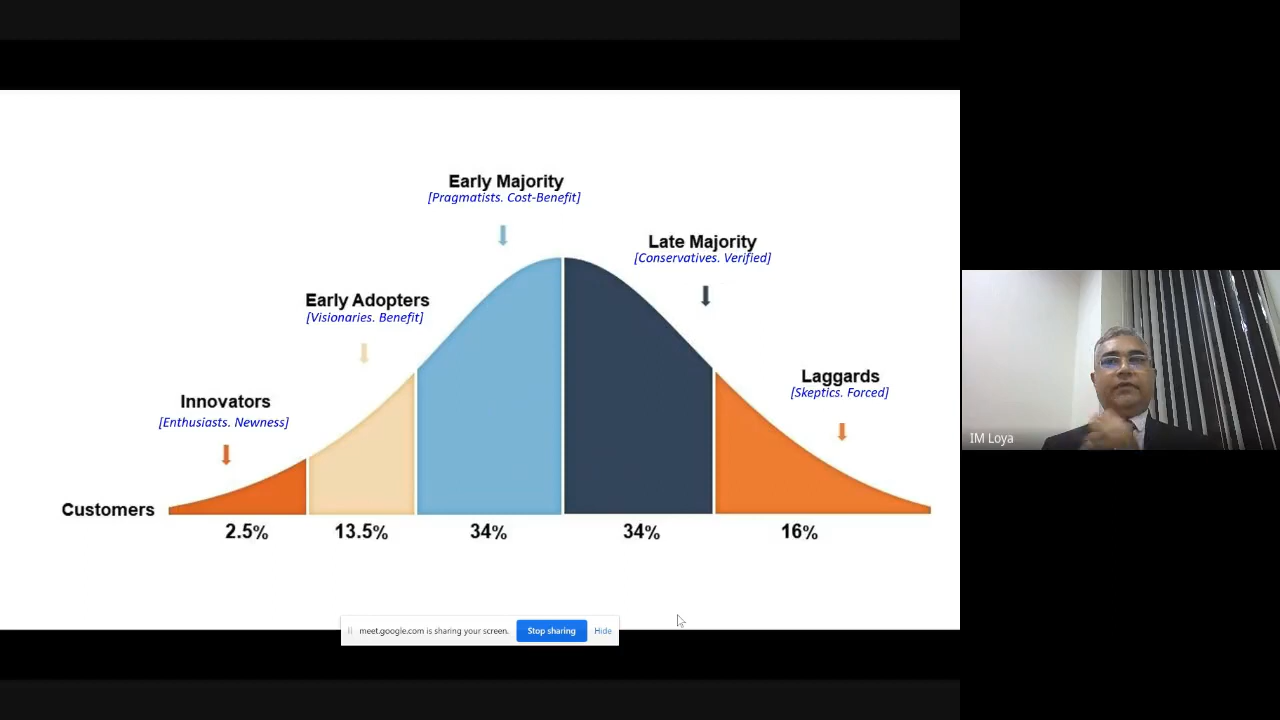 Early Majority
[Pragmatists. Cost-Benefit]
Late Majority
[Conservatives. Verified]
Early Adopters
[Visionaries. Benefit]
Laggards
[Skeptics. Forced]
Innovators
[Enthusiasts. Newness]
Customers
2.5% 13.5% 34% 34% 16%
meet.google.com is sharing your screen. Stop sharing Hide
IM Loya